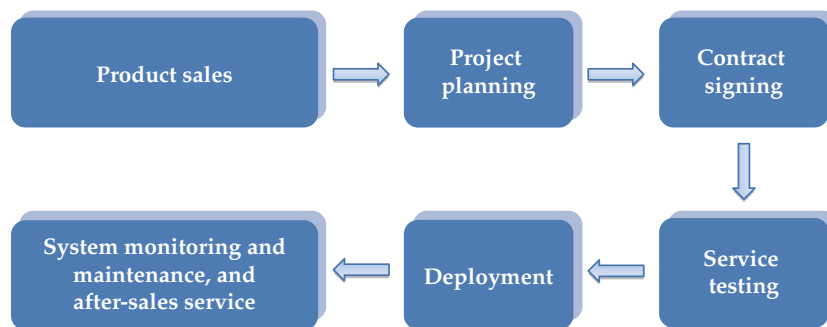 Product sales
Project
planning
Contract
signing
Service
testing
Deployment
System monitoring and
maintenance, and
after-sales service